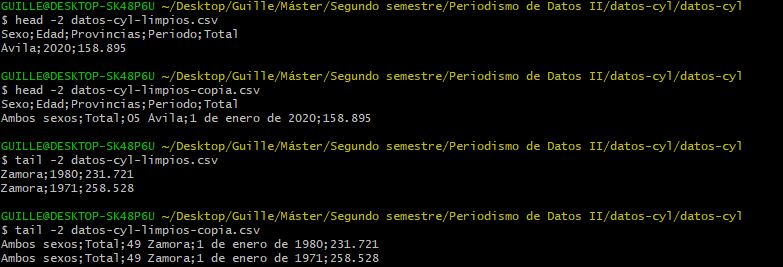 GUILLE@DESKTOP-SK48P6U ~/Desktop/Guille/Máster/Segundo semestre/Periodismo de Datos II/datos-cyl/datos-cyl
$ head -2 datos-cyl-limpios.csv
Sexo;Edad;Provincias;Periodo;Total
Ávila;2020;158.895
GUILLE@DESKTOP-SK48P6U ~/Desktop/Guille/Máster/Segundo semestre/Periodismo de Datos II/datos-cyl/datos-cyl
$ head -2 datos-cyl-limpios-copia.csv
Sexo;Edad;Provincias;Periodo;Total
Ambos sexos;Total;05 Ávila;1 de enero de 2020;158.895
GUILLE@DESKTOP-SK48P6U ~/Desktop/Guille/Máster/Segundo semestre/Periodismo de Datos II/datos-cyl/datos-cyl
$ tail -2 datos-cyl-limpios.csv
Zamora;1980;231.721
Zamora;1971;258.528
GUILLE@DESKTOP-SK48P6U ~/Desktop/Guille/Máster/Segundo semestre/Periodismo de Datos II/datos-cyl/datos-cyl
$ tail -2 datos-cyl-limpios-copia.csv
Ambos sexos;Total;49 Zamora;1 de enero de 1980;231.721
Ambos sexos;Total;49 Zamora;1 de enero de 1971;258.528